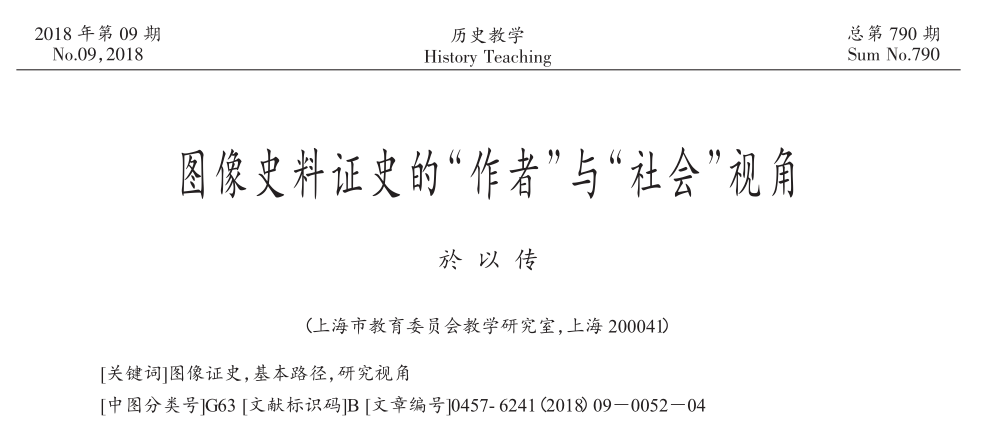 2018 年第 09 期
No.09,2018
历史教学
History Teaching
总第 790 期
Sum No.790
图像史料证史的“作者”与“社会”视角
於 以 传
(上海市教育委员会教学研究室,上海 200041)
[关键词]图像证史,基本路径,研究视角
[中图分类号]G63 [文献标识码]B [文章编号]0457- 6241(2018)09－0052－04